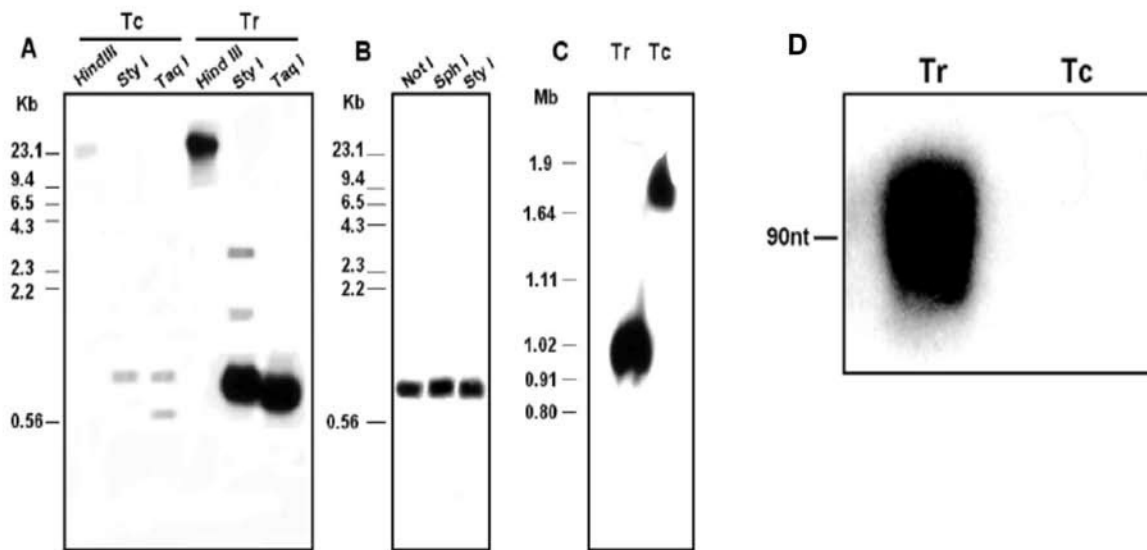 A
Tc
Tr
HindIII
Sty I
Taq I
Hind III
Sty I
Taq I
Kb
23.1
9.4
6.5
4.3
2.3
2.2
0.56
B
Not I
Sph I
Sty I
Kb
23.1
9.4
6.5
4.3
2.3
2.2
0.56
C
Tr
Tc
Mb
1.9
1.64
1.11
1.02
0.91
0.80
D
Tr
Tc
90nt